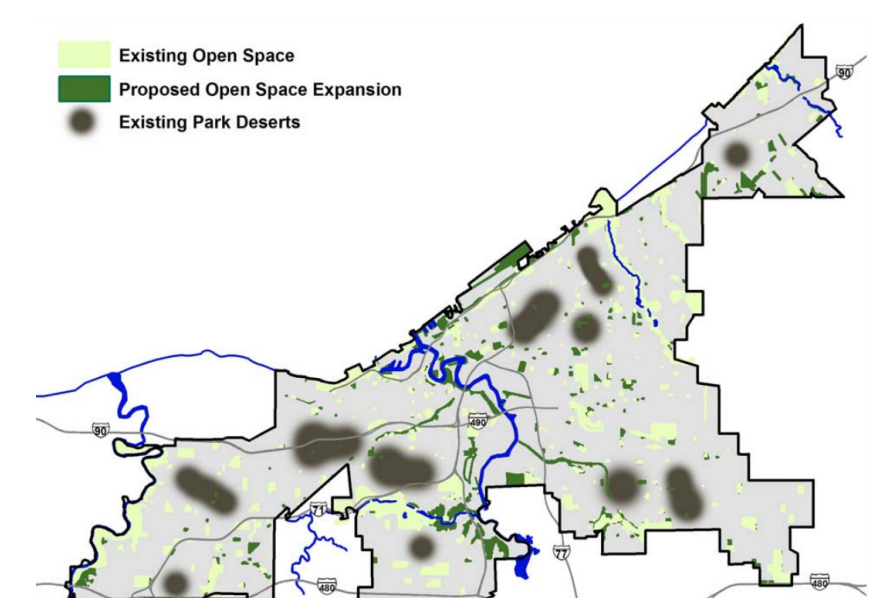 Existing Open Space
Proposed Open Space Expansion
Existing Park Deserts
90
90
490
71
77
480
480